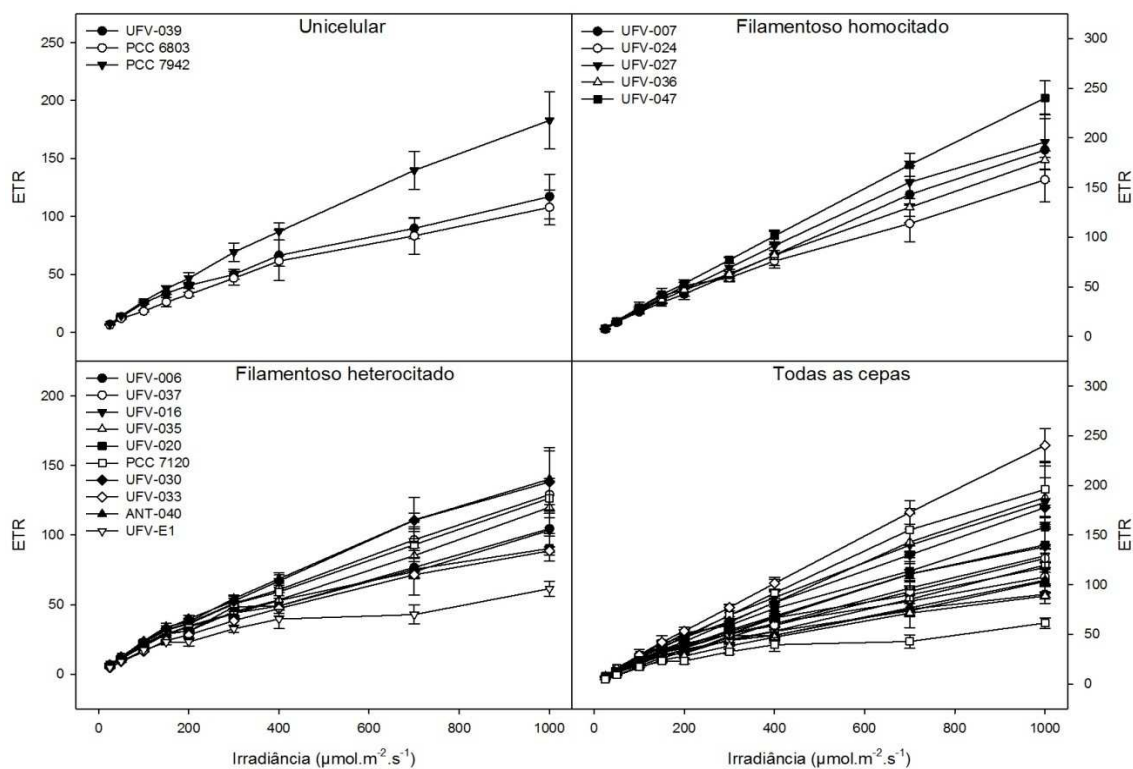 Unicelular
UFV-039
PCC 6803
PCC 7942
250
200
150
100
50
0
ETR
Filamentoso homocitado
UFV-007
UFV-024
UFV-027
UFV-036
UFV-047
300
250
200
150
100
50
0
ETR
Filamentoso heterocitado
UFV-006
UFV-037
UFV-016
UFV-035
UFV-020
PCC 7120
UFV-030
UFV-033
ANT-040
UFV-E1
200
150
100
50
0
ETR
0 200 400 600 800 1000
Irradiância (µmol.m⁻².s⁻¹)
Todas as cepas
300
250
200
150
100
50
0
ETR
0 200 400 600 800 1000
Irradiância (µmol.m⁻².s⁻¹)